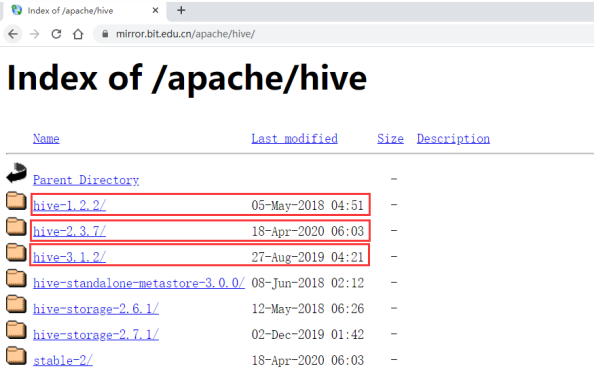 Index of /apache/hive
mirror.bit.edu.cn/apache/hive/
Index of /apache/hive
Name Last modified Size Description
Parent Directory -
hive-1.2.2/ 05-May-2018 04:51 -
hive-2.3.7/ 18-Apr-2020 06:03 -
hive-3.1.2/ 27-Aug-2019 04:21 -
hive-standalone-metastore-3.0.0/ 08-Jun-2018 02:12 -
hive-storage-2.6.1/ 12-May-2018 06:26 -
hive-storage-2.7.1/ 02-Dec-2019 01:42 -
stable-2/ 18-Apr-2020 06:03 -